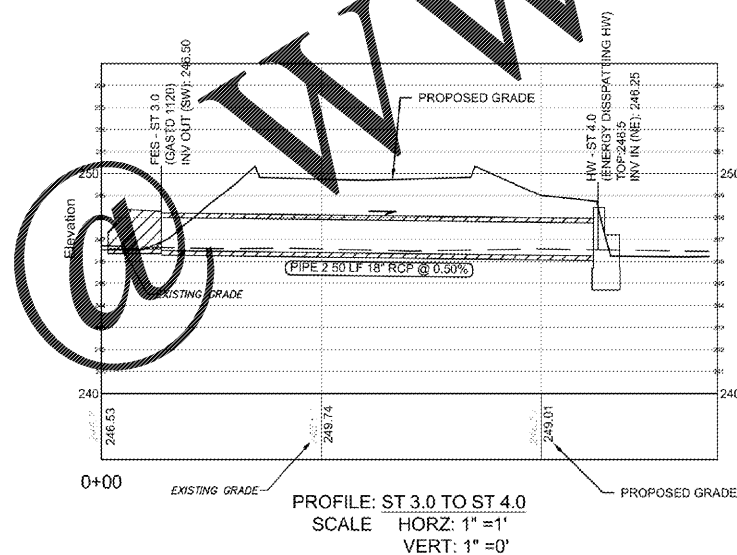 @
WWW
FES - ST 3.0
(GASTD 1120)
INV OUT (SW): 246.50
PROPOSED GRADE
HW - ST 4.0
(ENERGY DISSPATTING HW)
TOP:248.5
INV IN (NE): 246.25
250
250
Elevation
PIPE 2 50 LF 18" RCP @ 0.50%
EXISTING GRADE
240
240
246.53
249.74
249.01
0+00
EXISTING GRADE
PROPOSED GRADE
PROFILE: ST 3.0 TO ST 4.0
SCALE HORZ: 1" =1'
VERT: 1" =0'